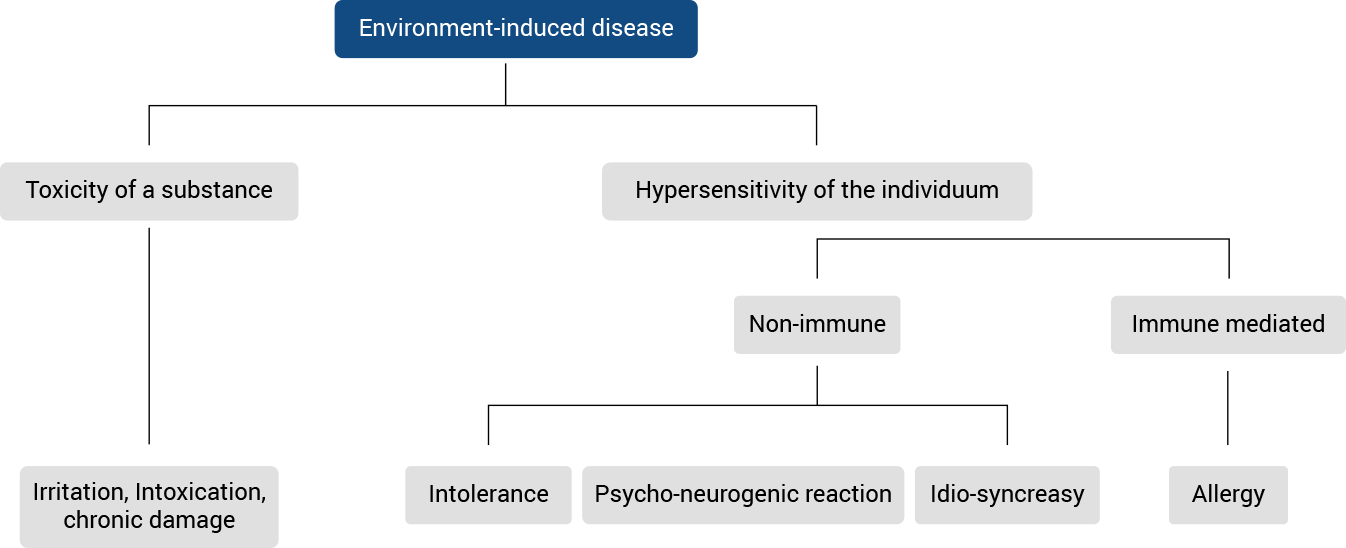 Environment-induced disease
Toxicity of a substance
Hypersensitivity of the individuum
Non-immune
Immune mediated
Irritation, Intoxication,
chronic damage
Intolerance
Psycho-neurogenic reaction
Idio-syncreasy
Allergy